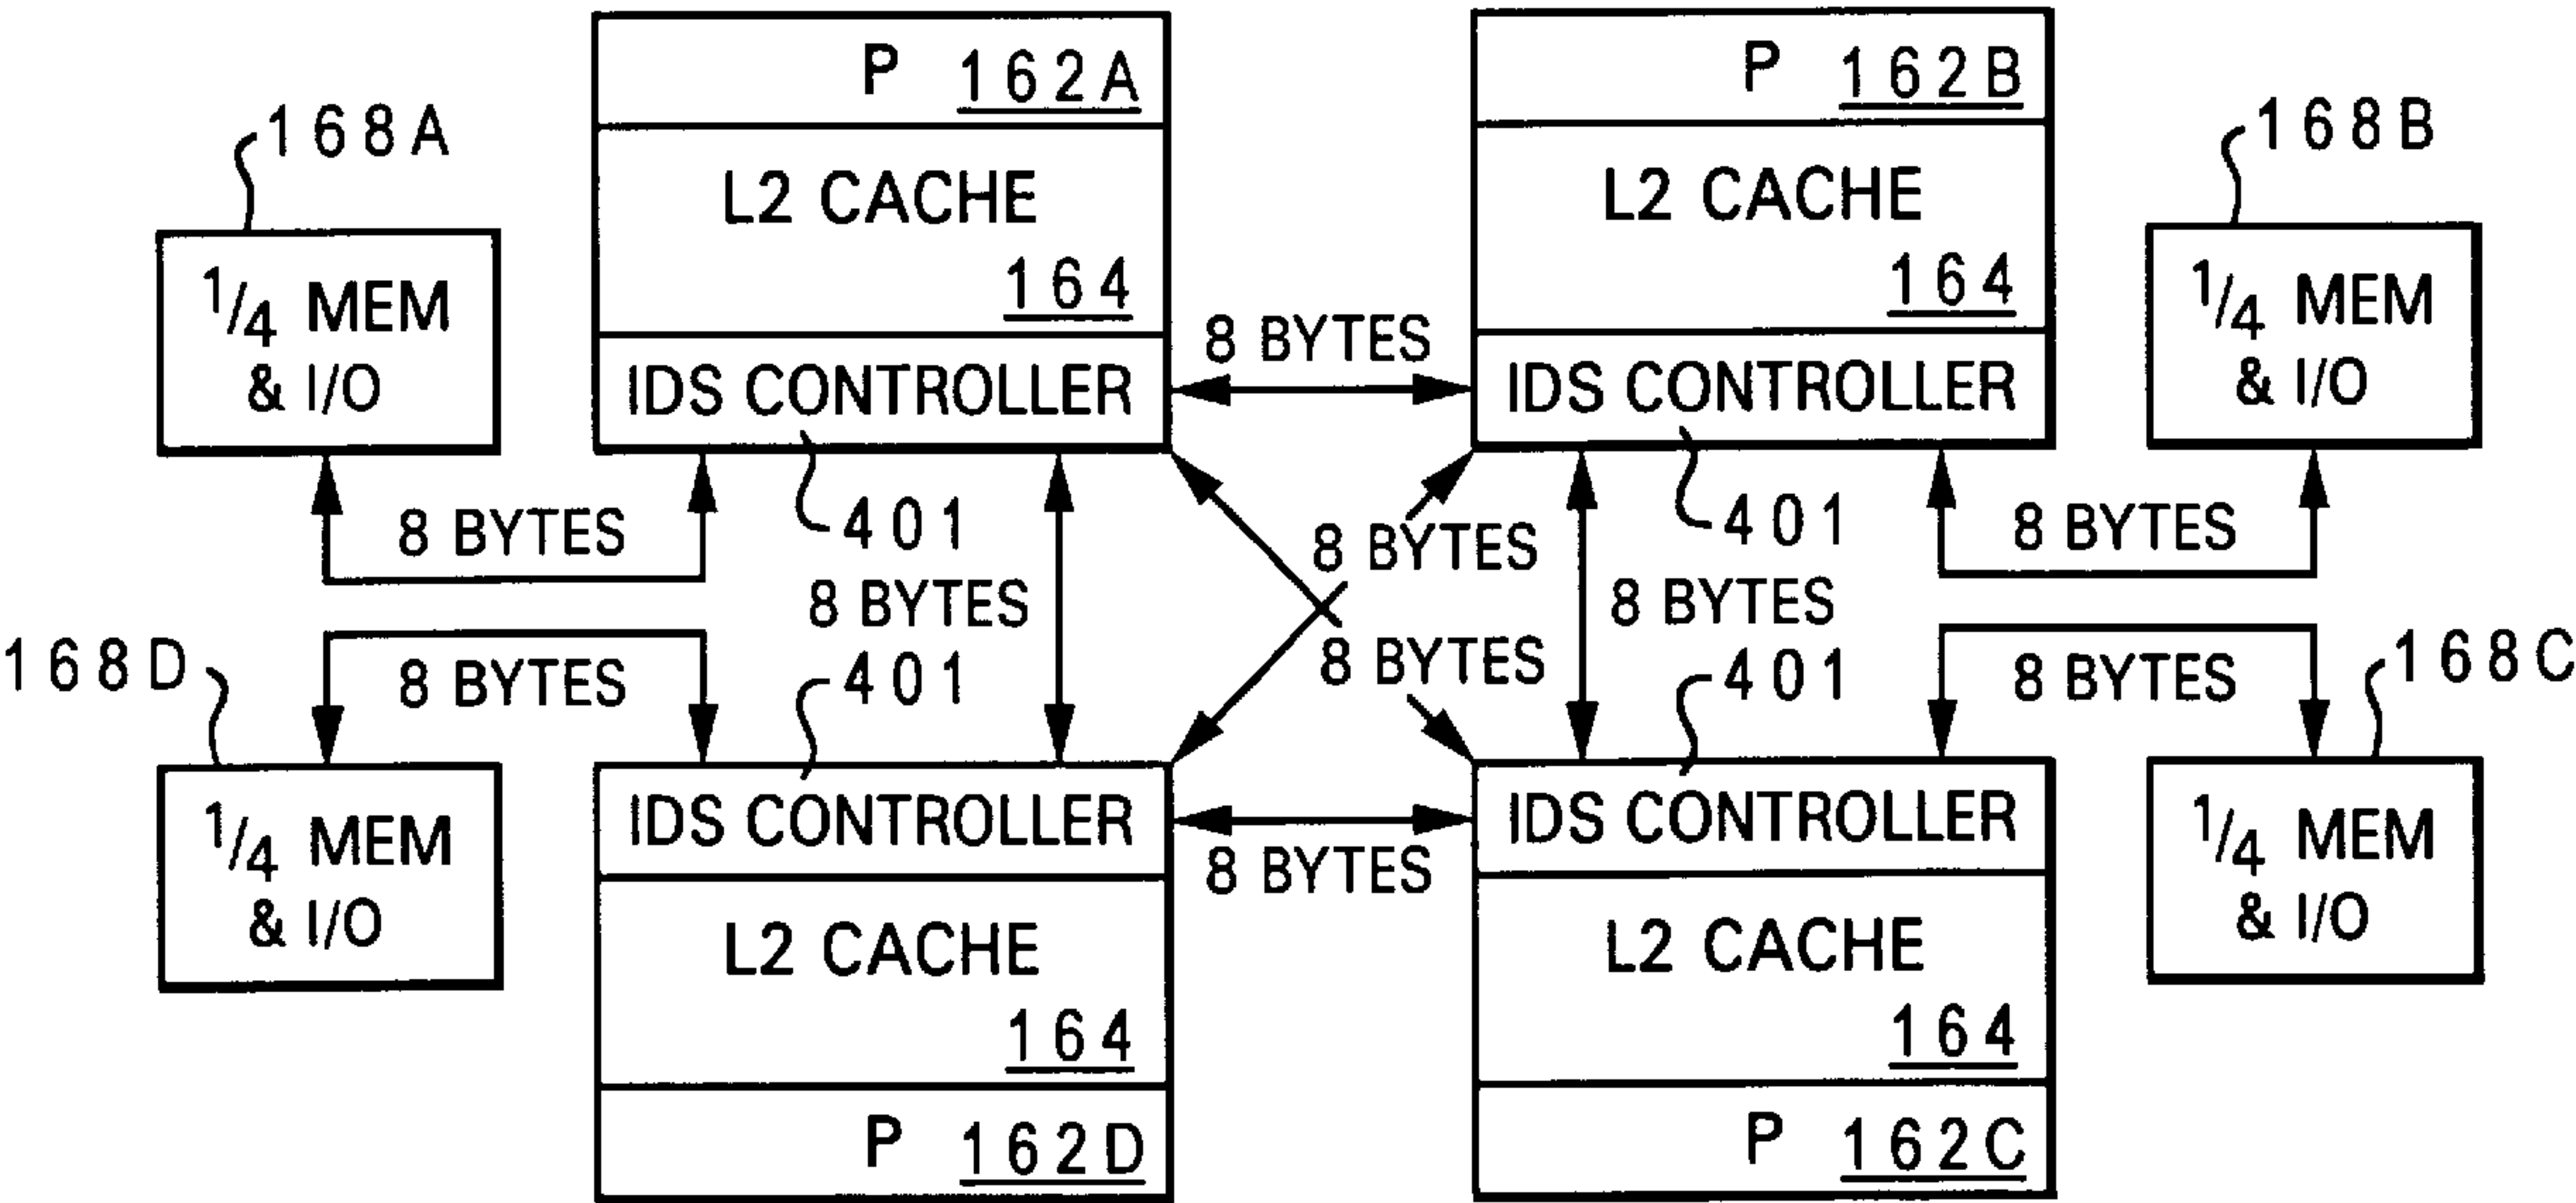 P 162A
P 162B
168A
168B
L2 CACHE
L2 CACHE
164
164
1/4 MEM
& I/O
1/4 MEM
& I/O
8 BYTES
IDS CONTROLLER
IDS CONTROLLER
8 BYTES
401
8 BYTES
401
8 BYTES
8 BYTES
8 BYTES
168D
8 BYTES
401
8 BYTES
401
8 BYTES
168C
1/4 MEM
& I/O
IDS CONTROLLER
IDS CONTROLLER
1/4 MEM
& I/O
8 BYTES
L2 CACHE
L2 CACHE
164
164
P 162D
P 162C